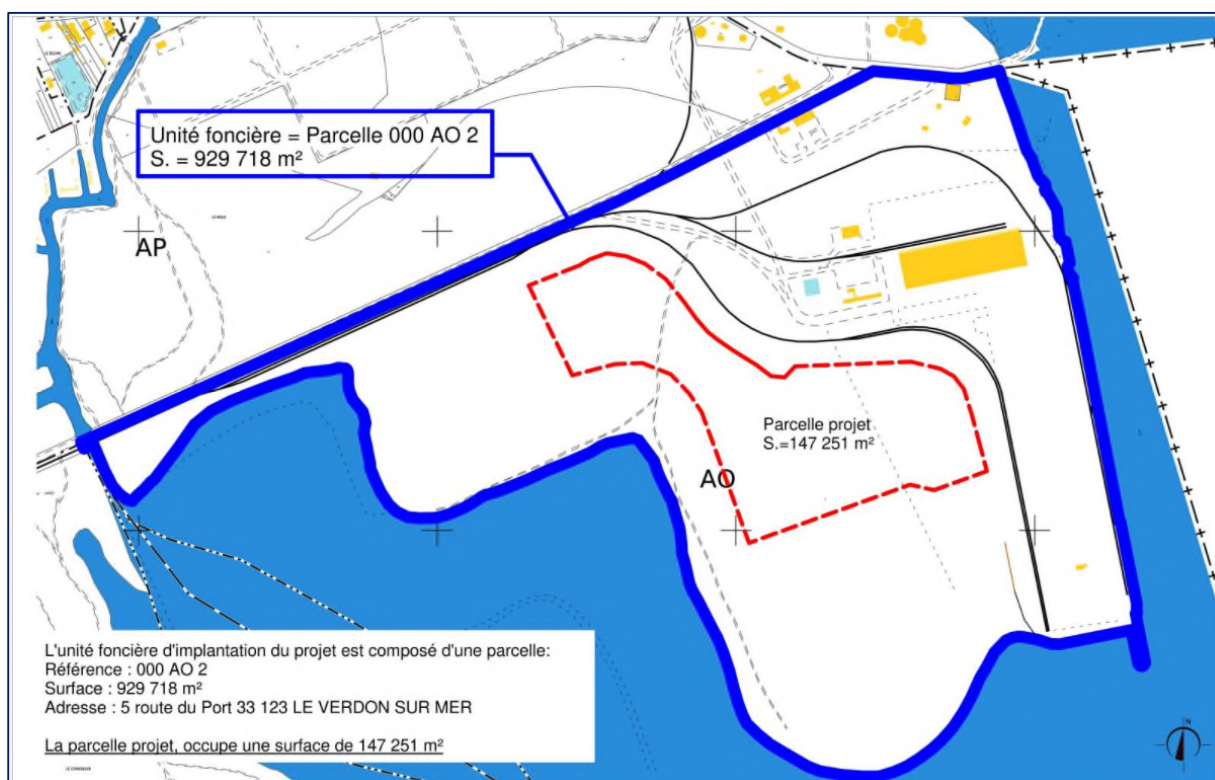 Unité foncière = Parcelle 000 AO 2
S. = 929 718 m²
AP
Parcelle projet
S.=147 251 m²
AO
L'unité foncière d'implantation du projet est composé d'une parcelle:
Référence : 000 AO 2
Surface : 929 718 m²
Adresse : 5 route du Port 33 123 LE VERDON SUR MER
La parcelle projet, occupe une surface de 147 251 m²
N